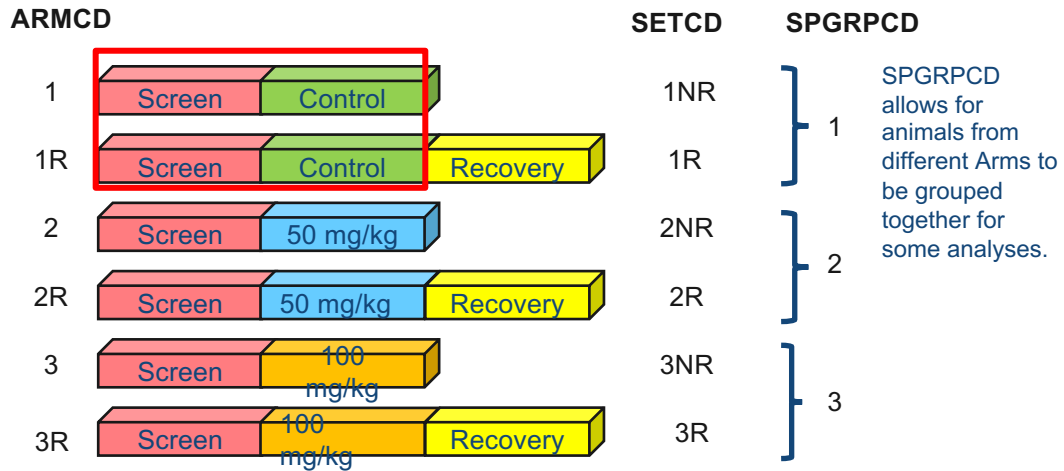 ARMCD SETCD SPGRPCD
1 Screen Control 1NR
1R Screen Control Recovery 1R
1
SPGRPCD
allows for
animals from
different Arms to
be grouped
together for
some analyses.
2 Screen 50 mg/kg 2NR
2R Screen 50 mg/kg Recovery 2R
2
3 Screen 100 mg/kg 3NR
3R Screen 100 mg/kg Recovery 3R
3